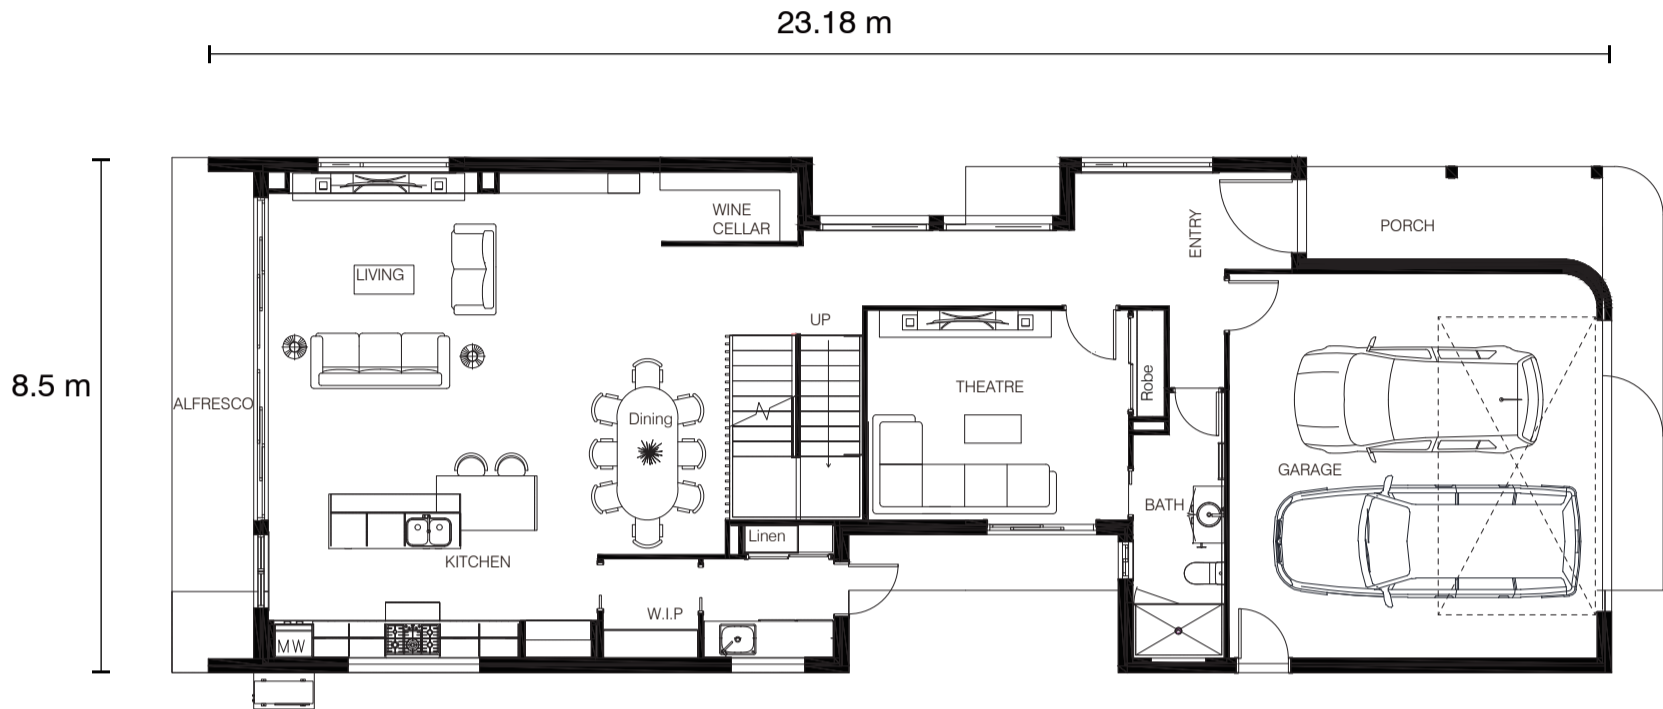 23.18 m
8.5 m
WINE
CELLAR
ENTRY
PORCH
LIVING
UP
THEATRE
Robe
ALFRESCO
Dining
GARAGE
BATH
Linen
KITCHEN
W.I.P
MW